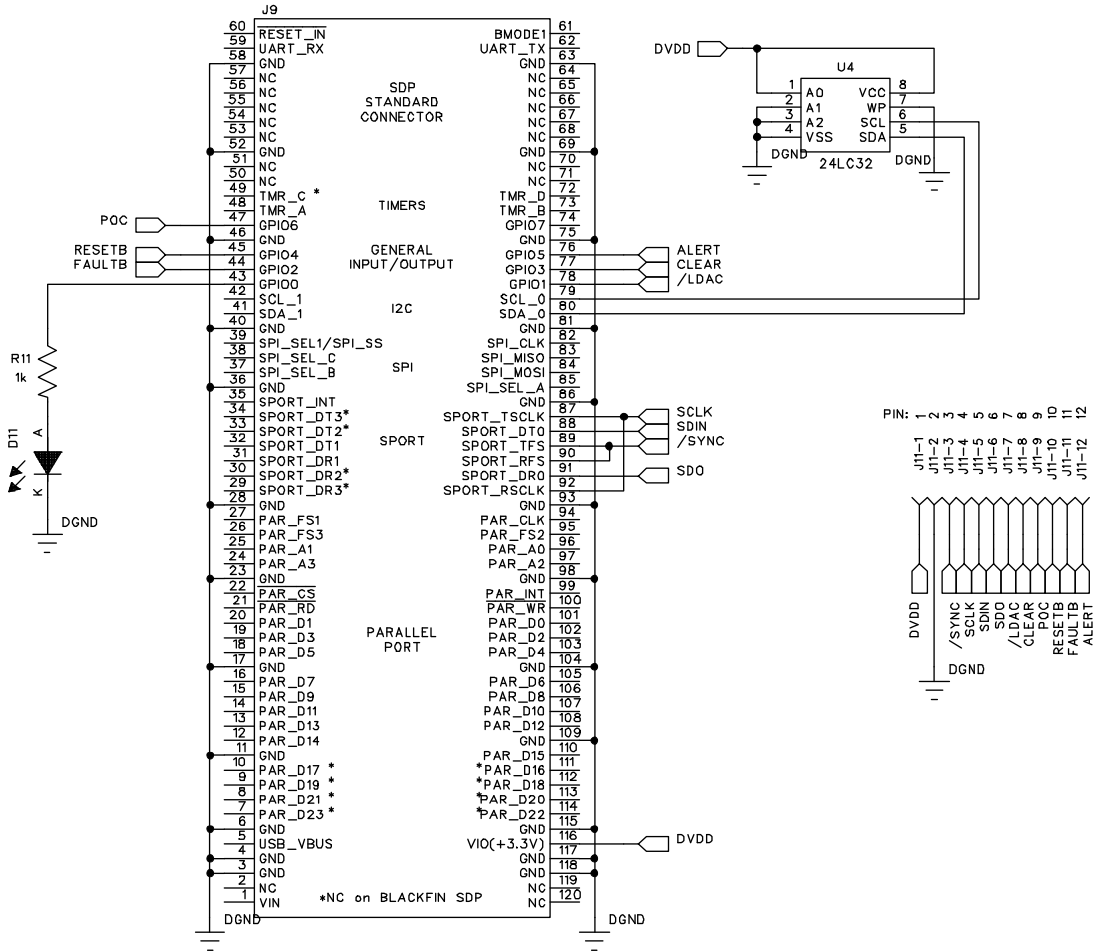 J9
60 RESET_IN BMODE1 61
59 UART_RX UART_TX 62
58 GND GND 63
57 NC NC 64
56 NC NC 65
55 NC NC 66
54 NC NC 67
53 NC NC 68
52 GND GND 69
51 NC NC 70
50 NC NC 71
49 TMR_C * TMR_D 72
48 TMR_A TMR_B 73
47 GPIO6 GPIO7 74
46 GND GND 75
45 GPIO4 GPIO5 76
44 GPIO2 GPIO3 77
43 GPIO0 GPIO1 78
42 SCL_1 SCL_0 79
41 SDA_1 SDA_0 80
40 GND GND 81
39 SPI_SEL1/SPI_SS SPI_CLK 82
38 SPI_SEL_C SPI_MISO 83
37 SPI_SEL_B SPI_MOSI 84
36 GND SPI_SEL_A 85
35 SPORT_INT GND 86
34 SPORT_DT3* SPORT_TSCLK 87
33 SPORT_DT2* SPORT_DT0 88
32 SPORT_DT1 SPORT_TFS 89
31 SPORT_DR1 SPORT_RFS 90
30 SPORT_DR2* SPORT_DR0 91
29 SPORT_DR3* SPORT_RSCLK 92
28 GND GND 93
27 PAR_FS1 PAR_CLK 94
26 PAR_FS3 PAR_FS2 95
25 PAR_A1 PAR_A0 96
24 PAR_A3 PAR_A2 97
23 GND GND 98
22 PAR_CS PAR_INT 99
21 PAR_RD PAR_WR 100
20 PAR_D1 PAR_D0 101
19 PAR_D3 PAR_D2 102
18 PAR_D5 PAR_D4 103
17 GND GND 104
16 PAR_D7 PAR_D6 105
15 PAR_D9 PAR_D8 106
14 PAR_D11 PAR_D10 107
13 PAR_D13 PAR_D12 108
12 PAR_D14 GND 109
11 GND PAR_D15 110
10 PAR_D17 * *PAR_D16 111
9 PAR_D19 * *PAR_D18 112
8 PAR_D21 * *PAR_D20 113
7 PAR_D23 * *PAR_D22 114
6 GND GND 115
5 USB_VBUS VIO(+3.3V) 116
4 GND GND 117
3 GND GND 118
2 NC NC 119
1 VIN NC 120
*NC on BLACKFIN SDP
SDP
STANDARD
CONNECTOR
TIMERS
GENERAL
INPUT/OUTPUT
I2C
SPI
SPORT
PARALLEL
PORT
POC
RESETB
FAULTB
R11
1k
D11
A
K
DGND
DGND
DGND
ALERT
CLEAR
/LDAC
SCLK
SDIN
/SYNC
SDO
DVDD
DVDD
U4
1 A0 VCC 8
2 A1 WP 7
3 A2 SCL 6
4 VSS SDA 5
24LC32
DGND
DGND
PIN: 1 2 3 4 5 6 7 8 9 10 11 12
J11-1
J11-2
J11-3
J11-4
J11-5
J11-6
J11-7
J11-8
J11-9
J11-10
J11-11
J11-12
DVDD
DGND
/SYNC
SCLK
SDIN
SDO
/LDAC
CLEAR
POC
RESETB
FAULTB
ALERT